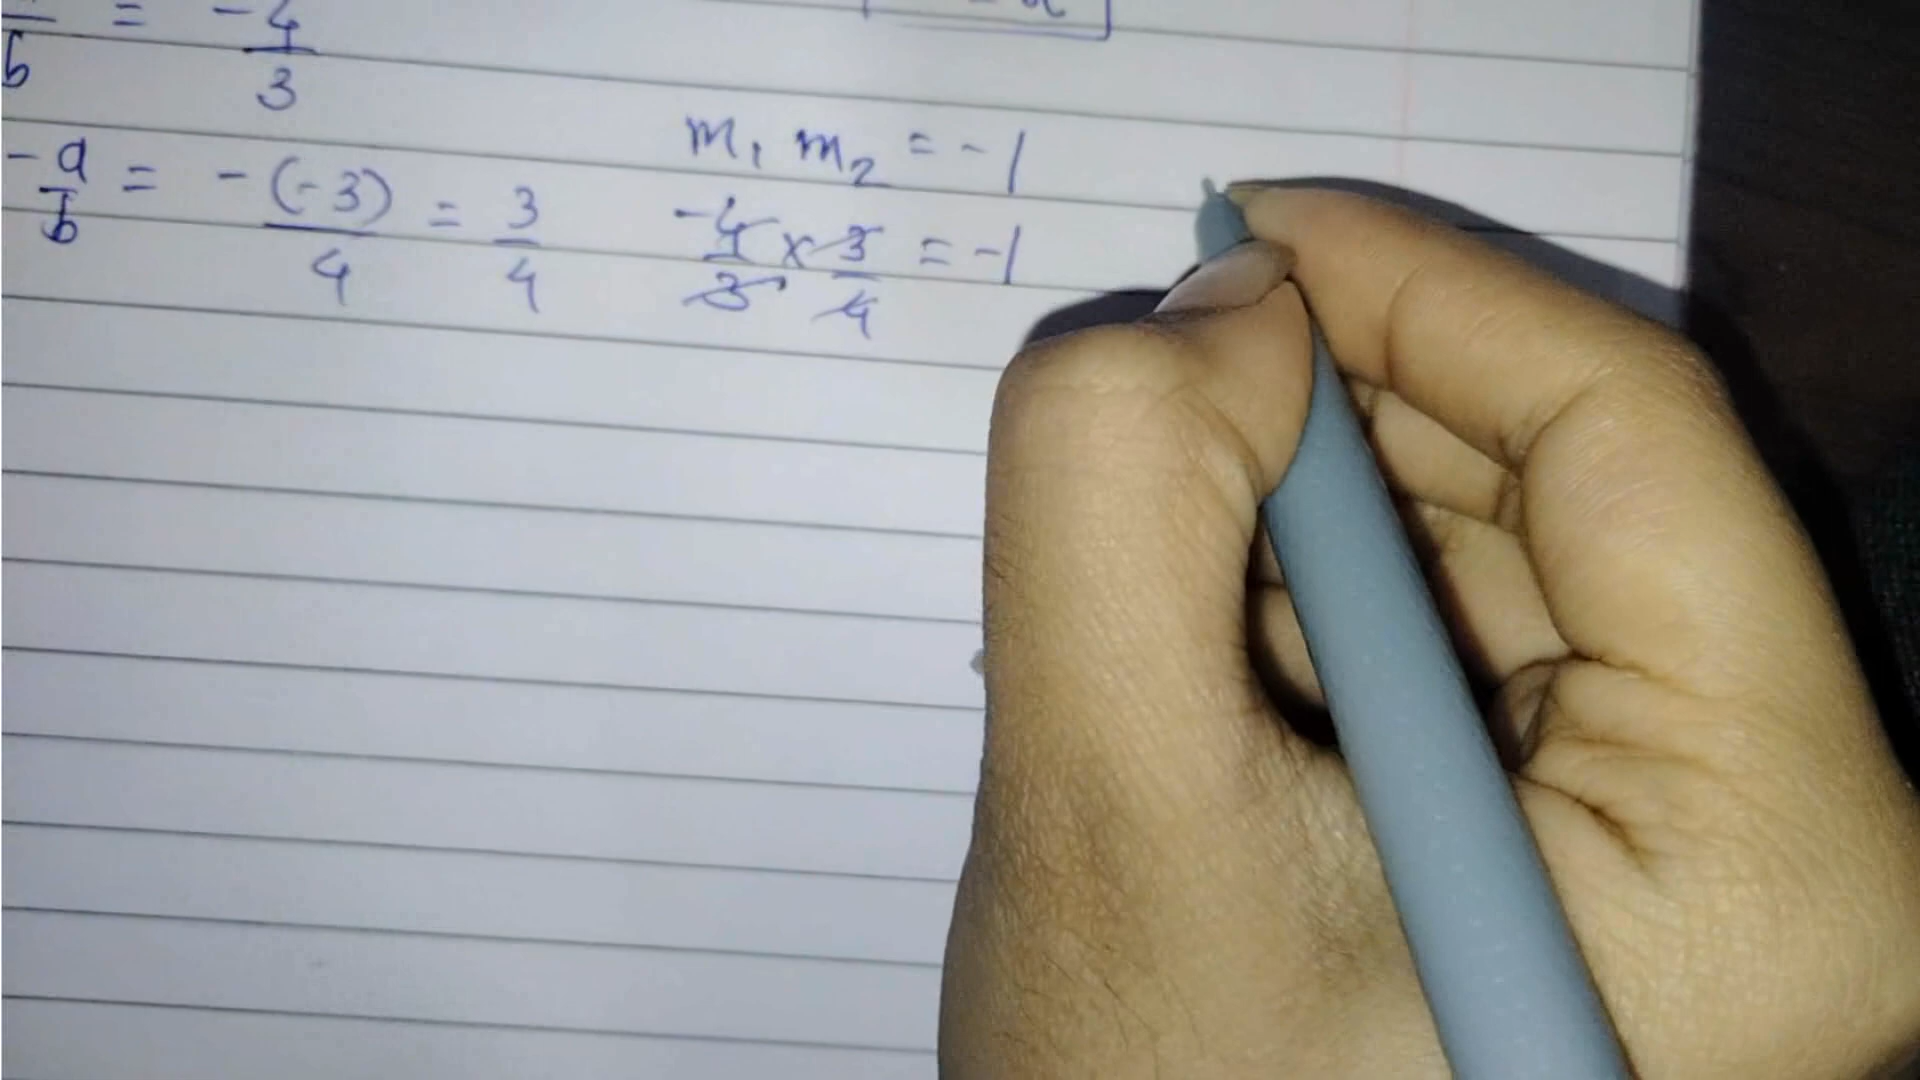 /b = -4/3
m₁ m₂ = -1
-a/b = -(-3)/4 = 3/4
-4/3 x 3/4 = -1